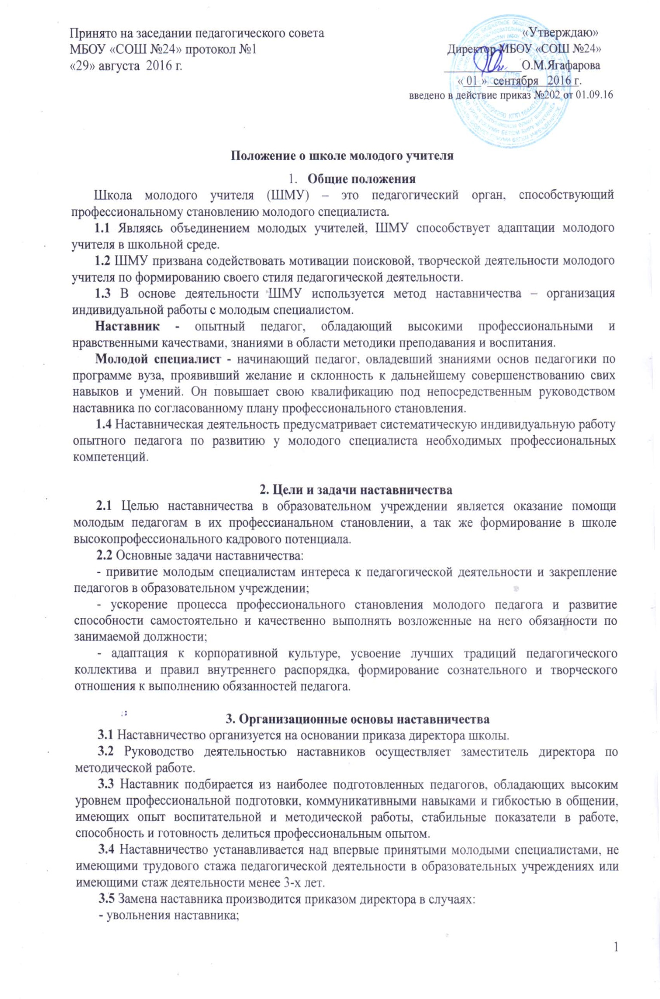 Принято на заседании педагогического совета
МБОУ «СОШ №24» протокол №1
«29» августа 2016 г.
«Утверждаю»
Директор МБОУ «СОШ №24»
_____________О.М.Ягафарова
« 01 » сентября 2016 г.
введено в действие приказ №202 от 01.09.16
Положение о школе молодого учителя
1. Общие положения
Школа молодого учителя (ШМУ) – это педагогический орган, способствующий
профессиональному становлению молодого специалиста.
1.1 Являясь объединением молодых учителей, ШМУ способствует адаптации молодого
учителя в школьной среде.
1.2 ШМУ призвана содействовать мотивации поисковой, творческой деятельности молодого
учителя по формированию своего стиля педагогической деятельности.
1.3 В основе деятельности ШМУ используется метод наставничества – организация
индивидуальной работы с молодым специалистом.
Наставник - опытный педагог, обладающий высокими профессиональными и
нравственными качествами, знаниями в области методики преподавания и воспитания.
Молодой специалист - начинающий педагог, овладевший знаниями основ педагогики по
программе вуза, проявивший желание и склонность к дальнейшему совершенствованию свих
навыков и умений. Он повышает свою квалификацию под непосредственным руководством
наставника по согласованному плану профессионального становления.
1.4 Наставническая деятельность предусматривает систематическую индивидуальную работу
опытного педагога по развитию у молодого специалиста необходимых профессиональных
компетенций.
2. Цели и задачи наставничества
2.1 Целью наставничества в образовательном учреждении является оказание помощи
молодым педагогам в их профессианальном становлении, а так же формирование в школе
высокопрофессионального кадрового потенциала.
2.2 Основные задачи наставничества:
- привитие молодым специалистам интереса к педагогической деятельности и закрепление
педагогов в образовательном учреждении;
- ускорение процесса профессионального становления молодого педагога и развитие
способности самостоятельно и качественно выполнять возложенные на него обязанности по
занимаемой должности;
- адаптация к корпоративной культуре, усвоение лучших традиций педагогического
коллектива и правил внутреннего распорядка, формирование сознательного и творческого
отношения к выполнению обязанностей педагога.
3. Организационные основы наставничества
3.1 Наставничество организуется на основании приказа директора школы.
3.2 Руководство деятельностью наставников осуществляет заместитель директора по
методической работе.
3.3 Наставник подбирается из наиболее подготовленных педагогов, обладающих высоким
уровнем профессиональной подготовки, коммуникативными навыками и гибкостью в общении,
имеющих опыт воспитательной и методической работы, стабильные показатели в работе,
способность и готовность делиться профессиональным опытом.
3.4 Наставничество устанавливается над впервые принятыми молодыми специалистами, не
имеющими трудового стажа педагогической деятельности в образовательных учреждениях или
имеющими стаж деятельности менее 3-х лет.
3.5 Замена наставника производится приказом директора в случаях:
- увольнения наставника;
1